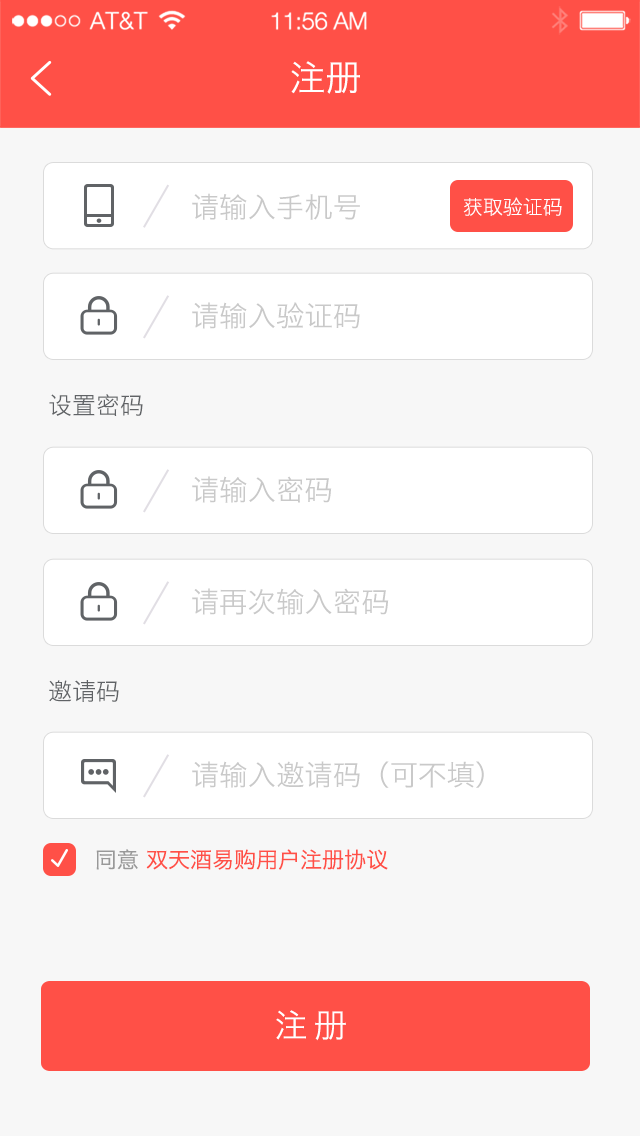 AT&T 11:56 AM
注册
请输入手机号 获取验证码
请输入验证码
设置密码
请输入密码
请再次输入密码
邀请码
请输入邀请码（可不填）
同意 双天酒易购用户注册协议
注 册